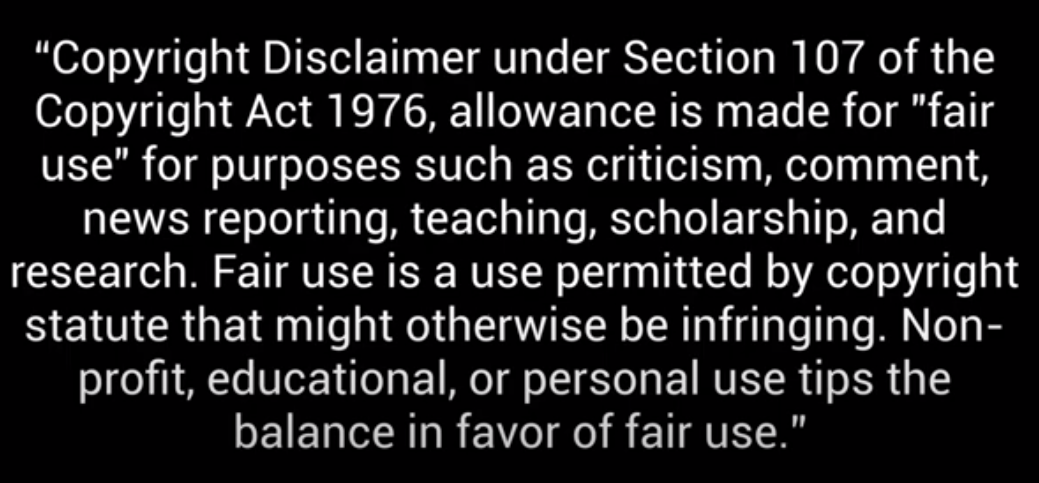 “Copyright Disclaimer under Section 107 of the
Copyright Act 1976, allowance is made for "fair
use" for purposes such as criticism, comment,
news reporting, teaching, scholarship, and
research. Fair use is a use permitted by copyright
statute that might otherwise be infringing. Non-
profit, educational, or personal use tips the
balance in favor of fair use."